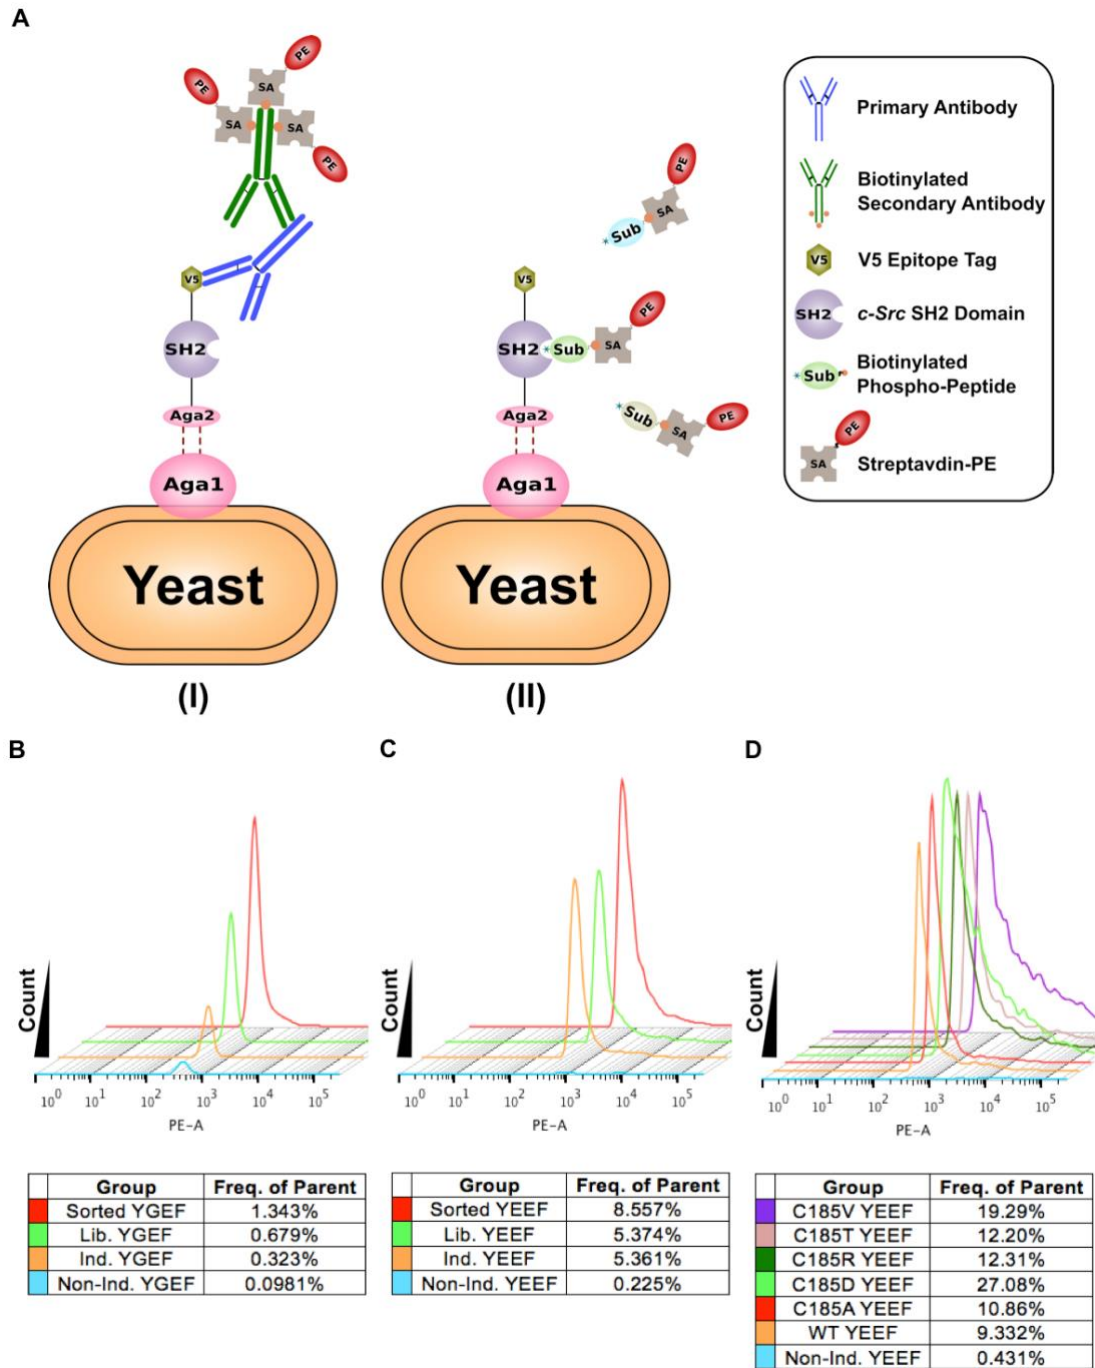 A
PE
PE
SA
SA
SA
PE
V5
SH2
Aga2
Aga1
Yeast
(I)
PE
SA
Sub
V5
PE
SH2
Sub
SA
Sub
SA
PE
Aga2
Aga1
Yeast
(II)
Primary Antibody
Biotinylated
Secondary Antibody
V5
V5 Epitope Tag
SH2
c-Src SH2 Domain
*Sub
Biotinylated
Phospho-Peptide
PE
SA
Streptavdin-PE
B
Count
10^0 10^1 10^2 10^3 10^4 10^5
PE-A
Group Freq. of Parent
Sorted YGEF 1.343%
Lib. YGEF 0.679%
Ind. YGEF 0.323%
Non-Ind. YGEF 0.0981%
C
Count
10^0 10^1 10^2 10^3 10^4 10^5
PE-A
Group Freq. of Parent
Sorted YEEF 8.557%
Lib. YEEF 5.374%
Ind. YEEF 5.361%
Non-Ind. YEEF 0.225%
D
Count
10^0 10^1 10^2 10^3 10^4 10^5
PE-A
Group Freq. of Parent
C185V YEEF 19.29%
C185T YEEF 12.20%
C185R YEEF 12.31%
C185D YEEF 27.08%
C185A YEEF 10.86%
WT YEEF 9.332%
Non-Ind. YEEF 0.431%